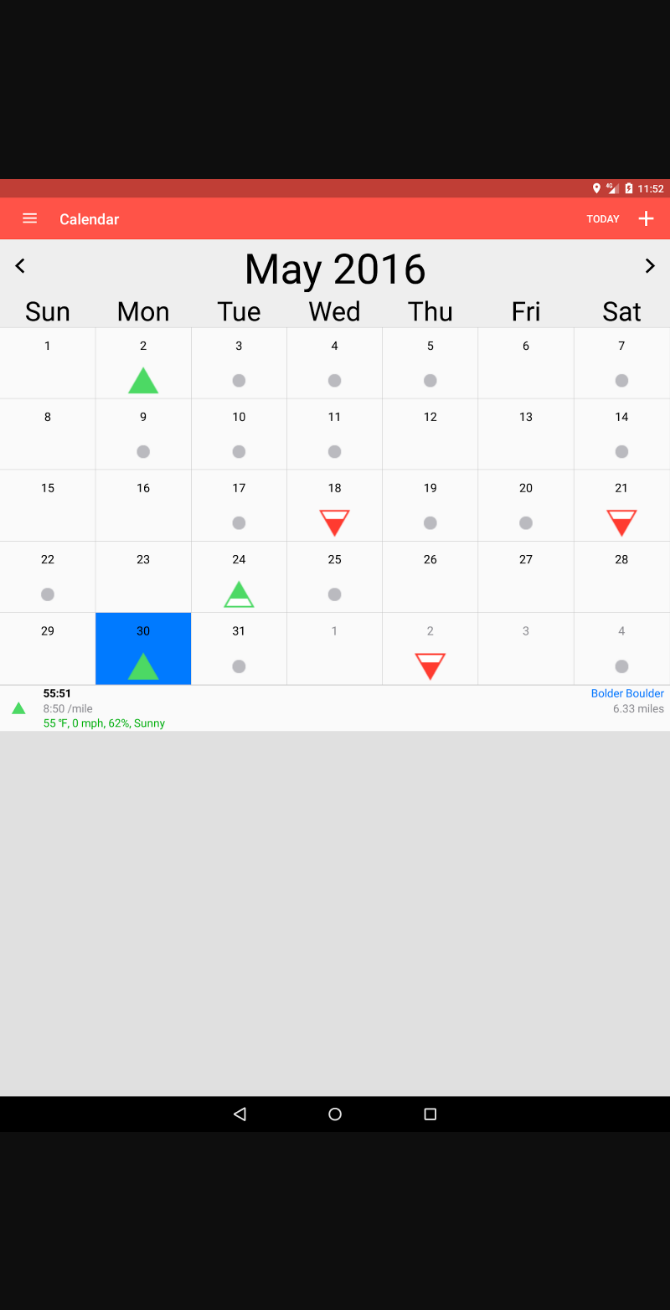 11:52
Calendar TODAY
May 2016
Sun Mon Tue Wed Thu Fri Sat
1 2 3 4 5 6 7
8 9 10 11 12 13 14
15 16 17 18 19 20 21
22 23 24 25 26 27 28
29 30 31 1 2 3 4
55:51 Bolder Boulder
8:50 /mile 6.33 miles
55 °F, 0 mph, 62%, Sunny